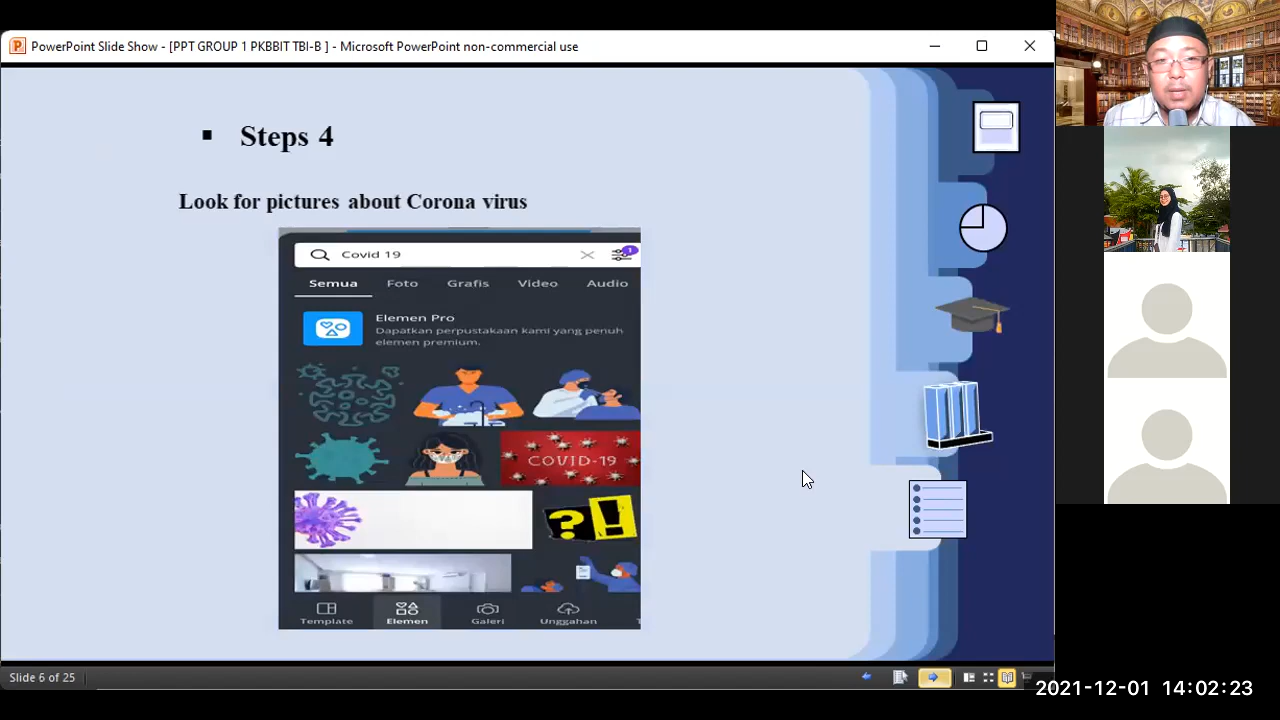 PowerPoint Slide Show - [PPT GROUP 1 PKBBIT TBI-B ] - Microsoft PowerPoint non-commercial use
▪ Steps 4
Look for pictures about Corona virus
Covid 19
1
Semua Foto Grafis Video Audio
Elemen Pro
Dapatkan perpustakaan kami yang penuh
elemen premium.
COVID-19
? !
Template Elemen Galeri Unggahan
Slide 6 of 25
2021-12-01 14:02:23